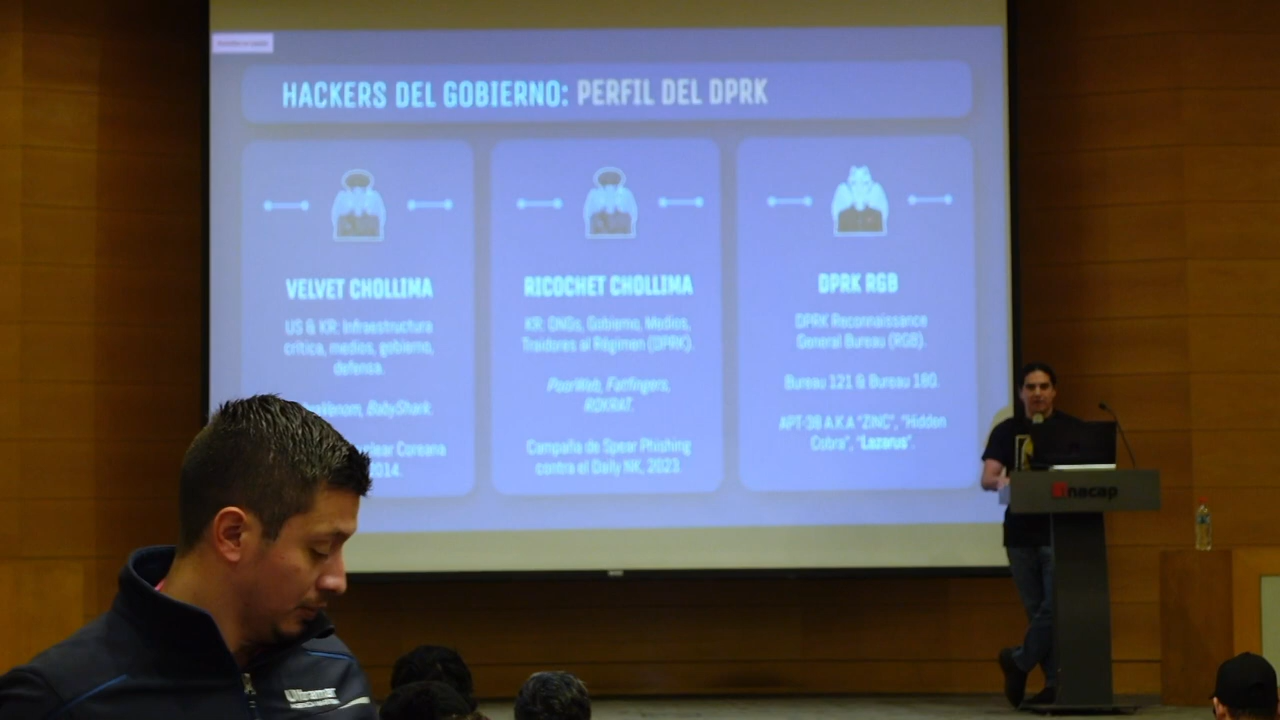 HACKERS DEL GOBIERNO: PERFIL DEL DPRK
VELVET CHOLLIMA
US & KR: Infraestructura
crítica, medios, gobierno,
defensa.
BabyShark.
Coreana
2014.
RICOCHET CHOLLIMA
KR: ONGs, Gobierno, Medios,
Traidores al Régimen (DPRK).
PoorWeb, Fatfingers,
ROKRAT.
Campaña de Spear Phishing
contra el Daily NK, 2023.
DPRK RGB
DPRK Reconnaissance
General Bureau (RGB).
Bureau 121 & Bureau 180.
APT-38 A.K.A "ZINC", "Hidden
Cobra", "Lazarus".
inacap